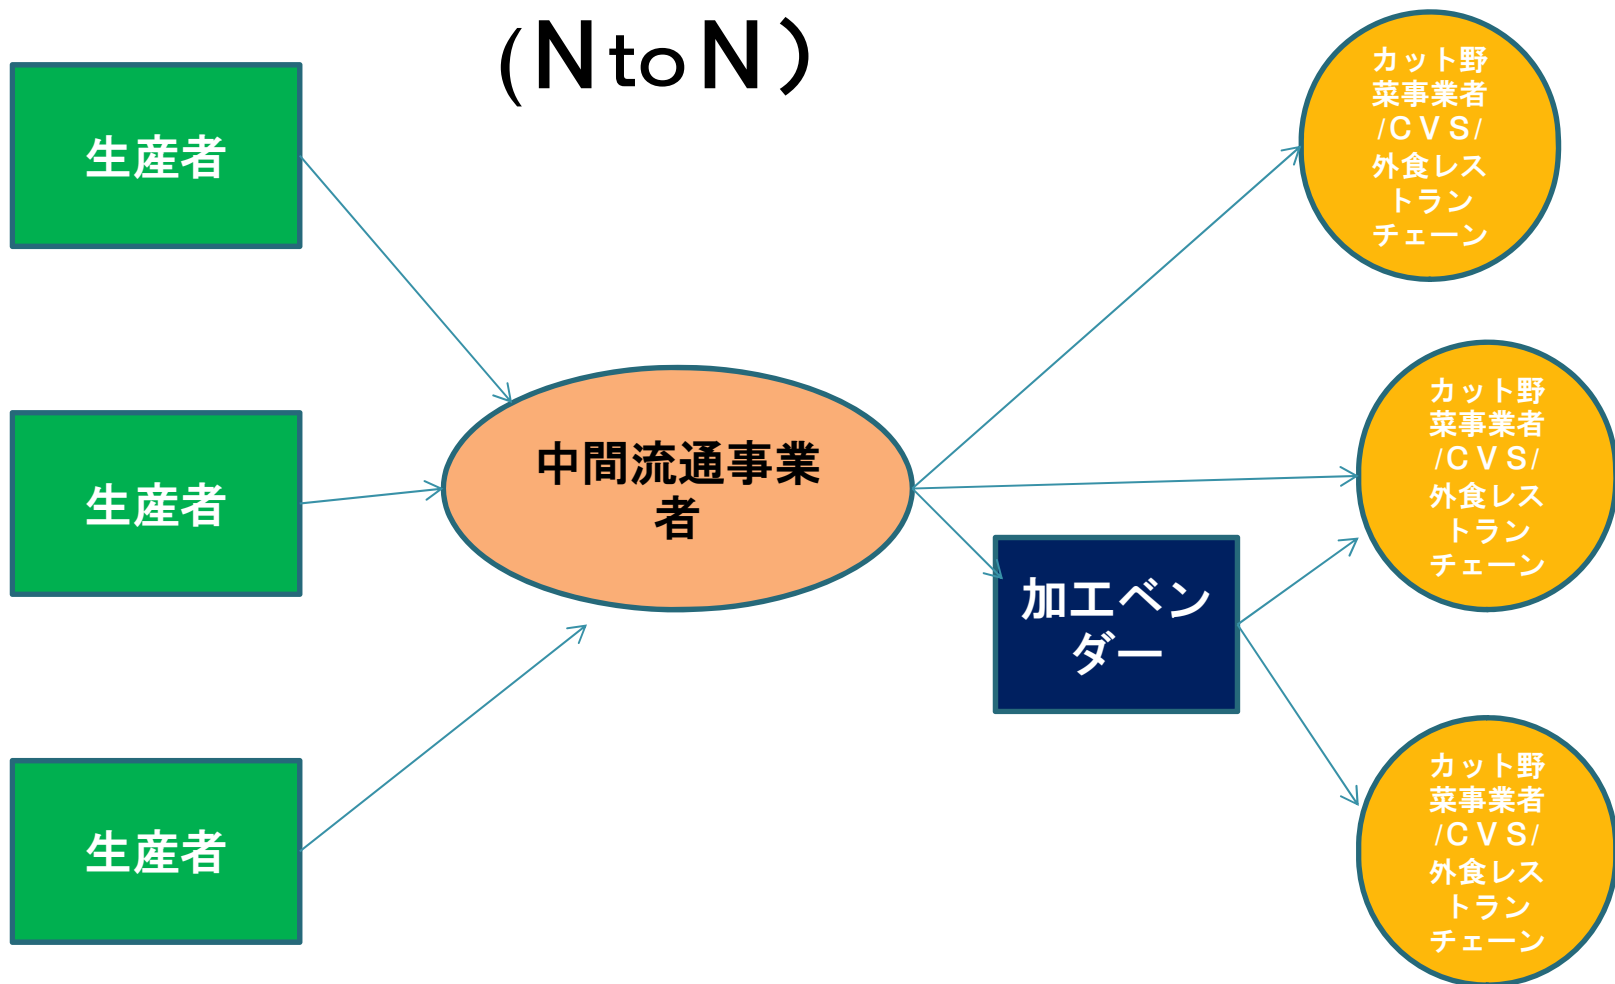 (NtoN）
生産者
生産者
生産者
中間流通事業
者
加工ベン
ダー
カット野
菜事業者
/CVS/
外食レス
トラン
チェーン
カット野
菜事業者
/CVS/
外食レス
トラン
チェーン
カット野
菜事業者
/CVS/
外食レス
トラン
チェーン